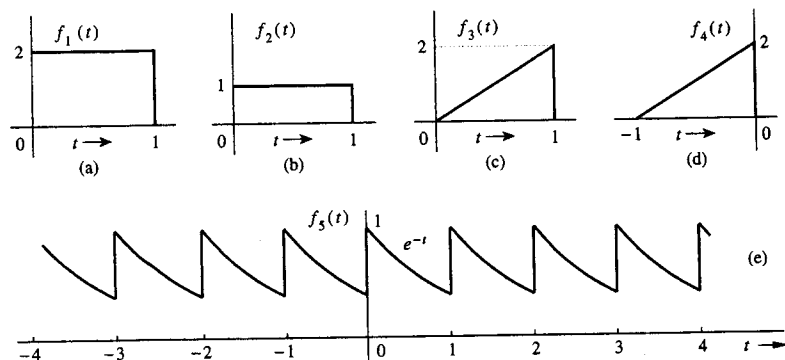 f₁(t) f₂(t) f₃(t) f₄(t)
2 1 2 2
0 t → 1 0 t → 1 0 t → 1 −1 t → 0
(a) (b) (c) (d)
f₅(t) 1
e⁻ᵗ (e)
−4 −3 −2 −1 0 1 2 3 4 t →